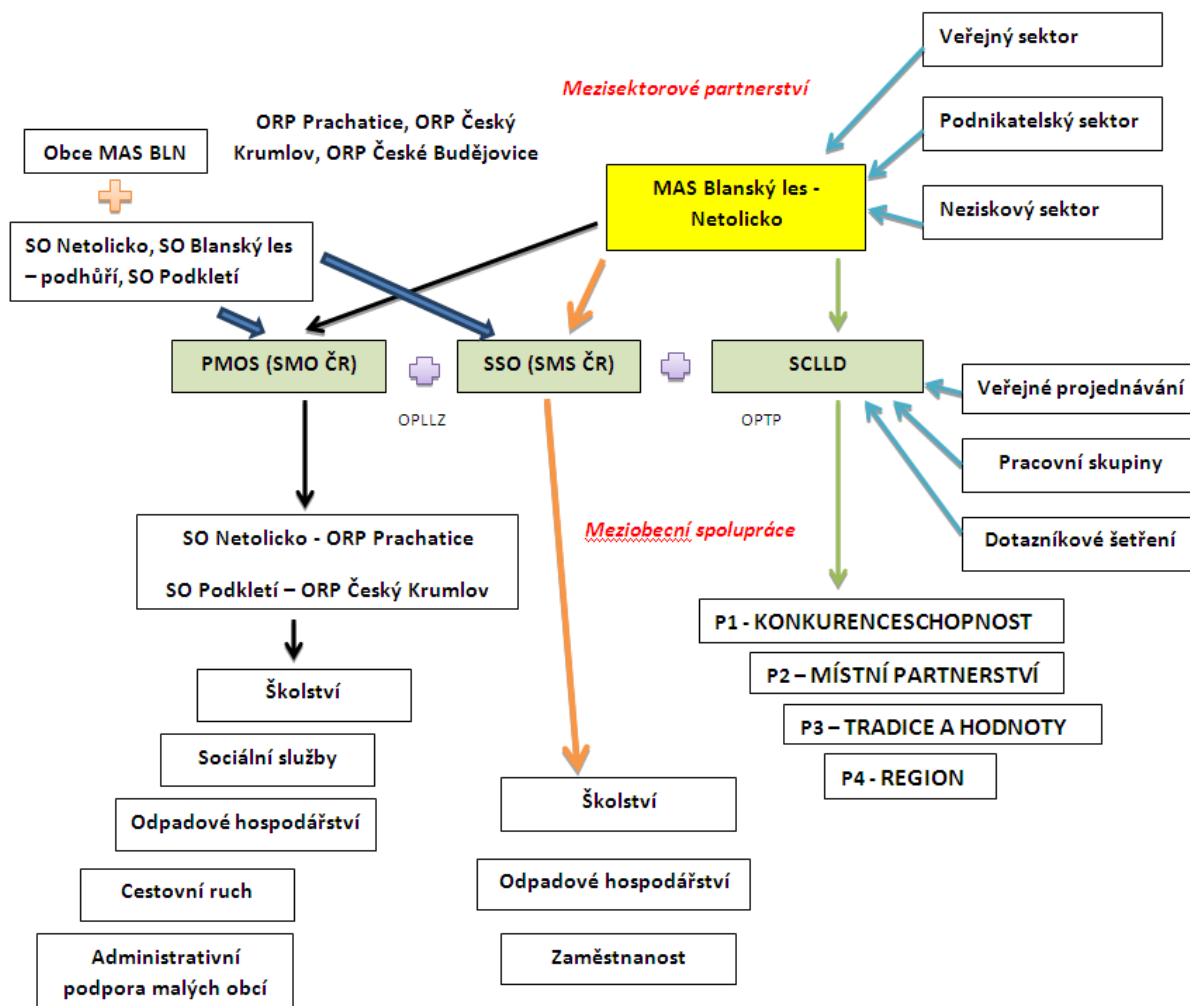 Veřejný sektor
Mezisektorové partnerství
ORP Prachatice, ORP Český
Krumlov, ORP České Budějovice
Podnikatelský sektor
Obce MAS BLN
MAS Blanský les -
Netolicko
Neziskový sektor
SO Netolicko, SO Blanský les
– podhůří, SO Podkletí
PMOS (SMO ČR)
SSO (SMS ČR)
SCLLD
Veřejné projednávání
OPLLZ
OPTP
Pracovní skupiny
Meziobecní spolupráce
Dotazníkové šetření
SO Netolicko - ORP Prachatice
SO Podkletí – ORP Český Krumlov
P1 - KONKURENCESCHOPNOST
P2 – MÍSTNÍ PARTNERSTVÍ
P3 – TRADICE A HODNOTY
P4 - REGION
Školství
Sociální služby
Odpadové hospodářství
Cestovní ruch
Administrativní
podpora malých obcí
Školství
Odpadové hospodářství
Zaměstnanost